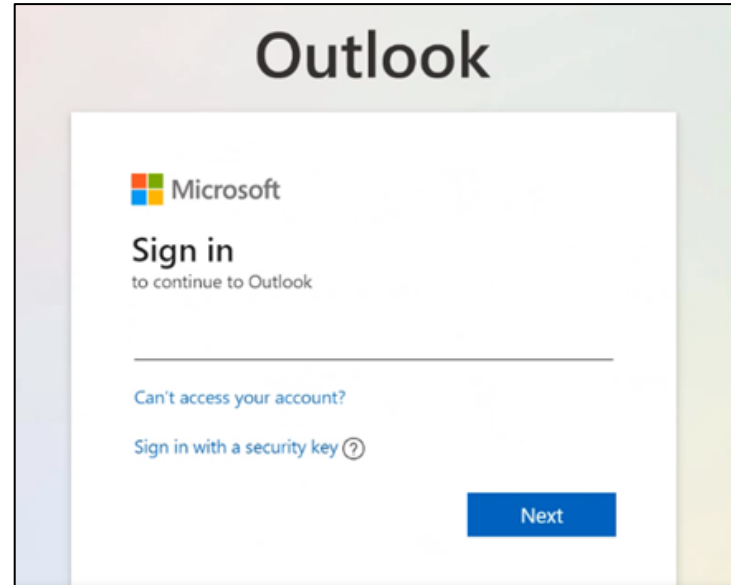 Outlook
Microsoft
Sign in
to continue to Outlook
Can't access your account?
Sign in with a security key ?
Next